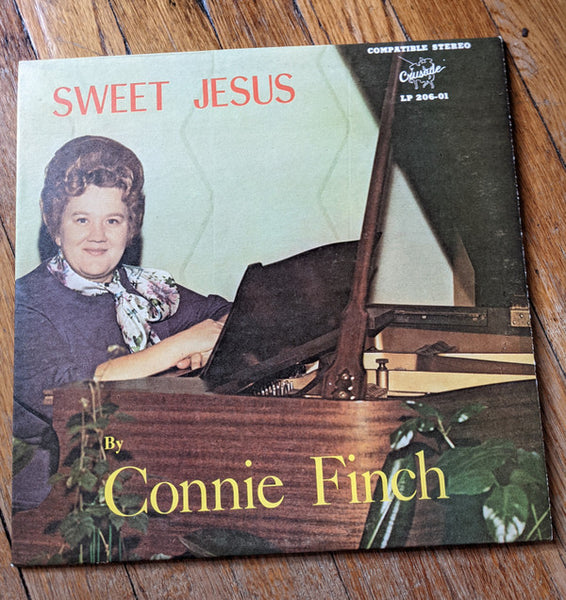 COMPATIBLE STEREO
Crusade
LP 206-01
SWEET JESUS
By
Connie Finch